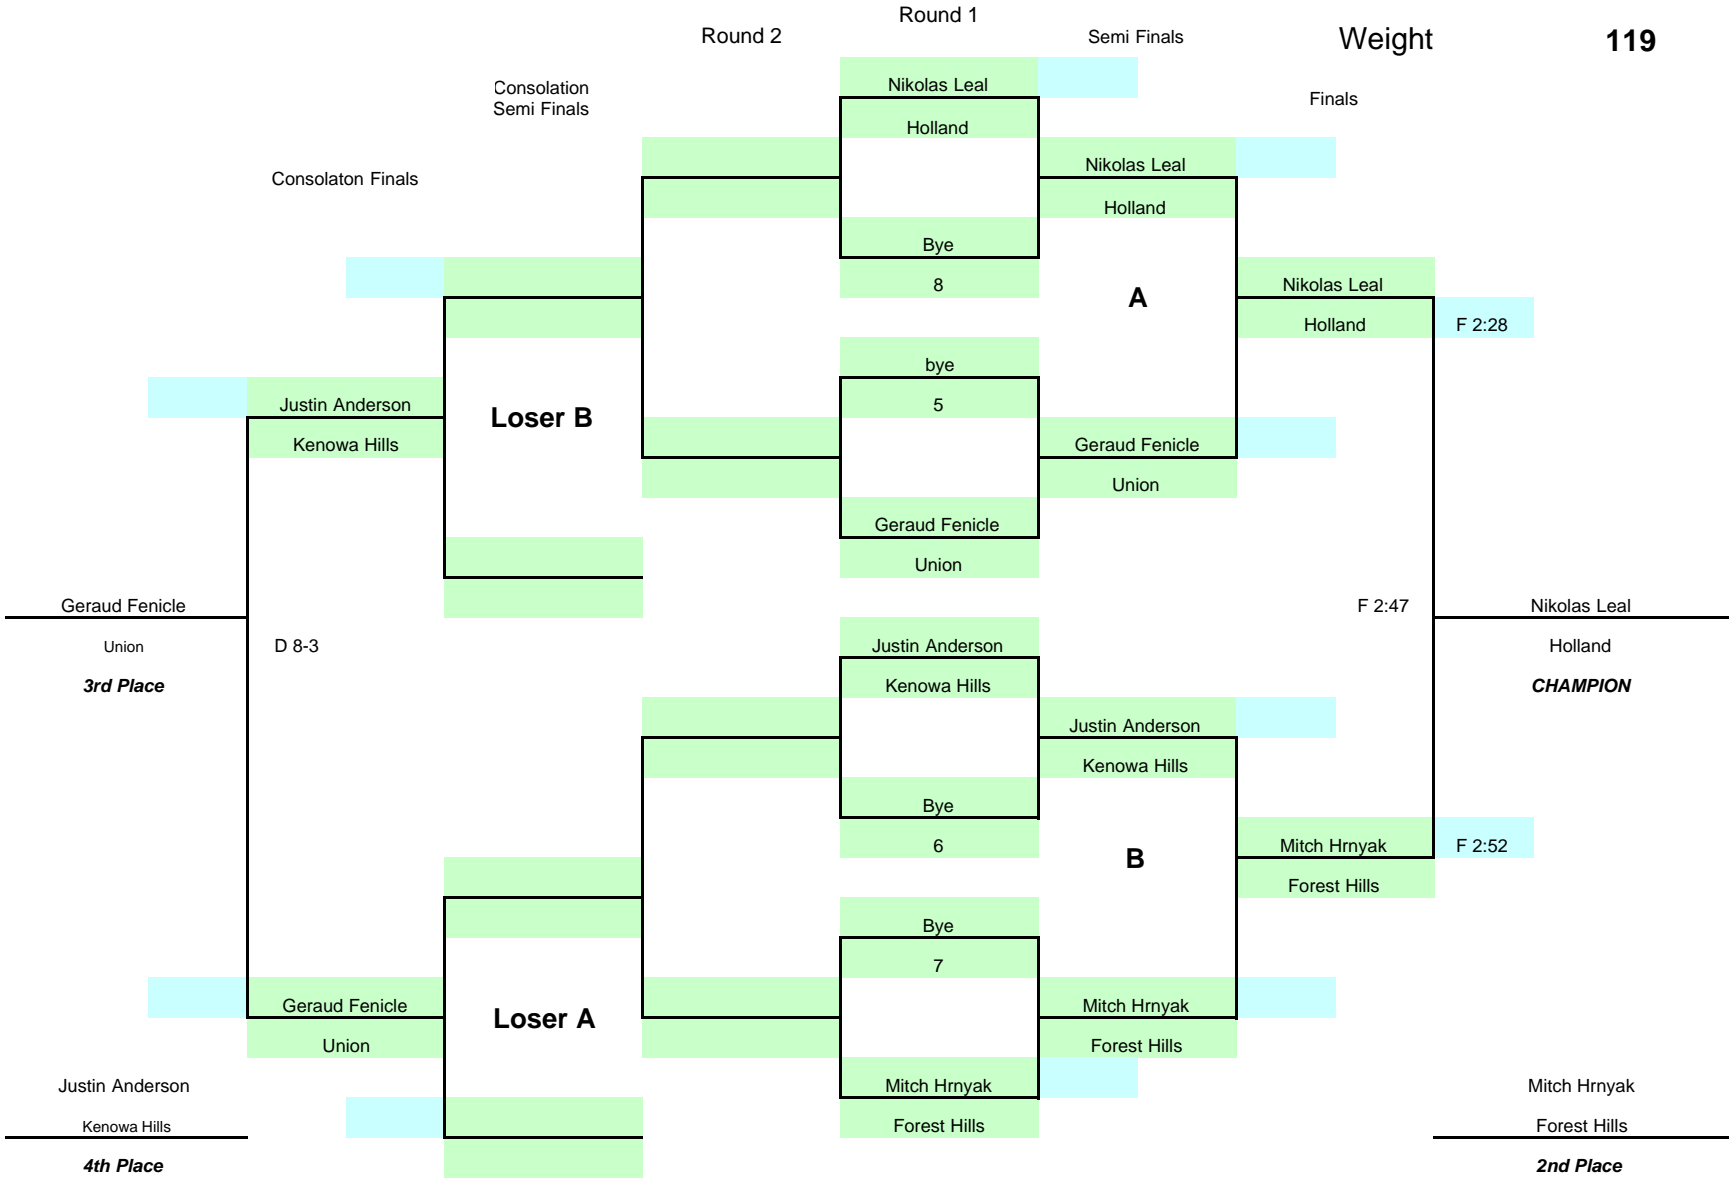 Round 1
Round 2
Semi Finals
Weight
119
Consolation
Semi Finals
Nikolas Leal
Finals
Holland
Consolaton Finals
Nikolas Leal
Holland
Bye
8
A
Nikolas Leal
Holland
F 2:28
bye
5
Justin Anderson
Loser B
Kenowa Hills
Geraud Fenicle
Union
Geraud Fenicle
Union
Geraud Fenicle
F 2:47
Nikolas Leal
Union
D 8-3
Justin Anderson
Holland
3rd Place
Kenowa Hills
CHAMPION
Justin Anderson
Kenowa Hills
Bye
6
B
Mitch Hrnyak
F 2:52
Forest Hills
Bye
7
Geraud Fenicle
Loser A
Mitch Hrnyak
Union
Forest Hills
Justin Anderson
Mitch Hrnyak
Mitch Hrnyak
Kenowa Hills
Forest Hills
Forest Hills
4th Place
2nd Place